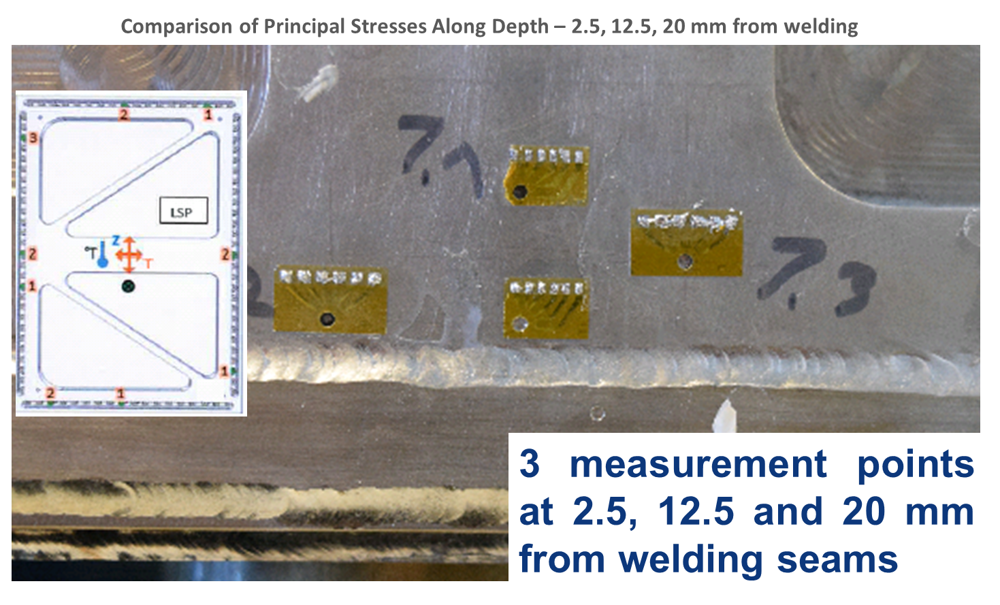 Comparison of Principal Stresses Along Depth – 2.5, 12.5, 20 mm from welding
2
1
3
LSP
Z
°T
T
2
2
1
1
2
1
7.1
7.3
2
3 measurement points
at 2.5, 12.5 and 20 mm
from welding seams